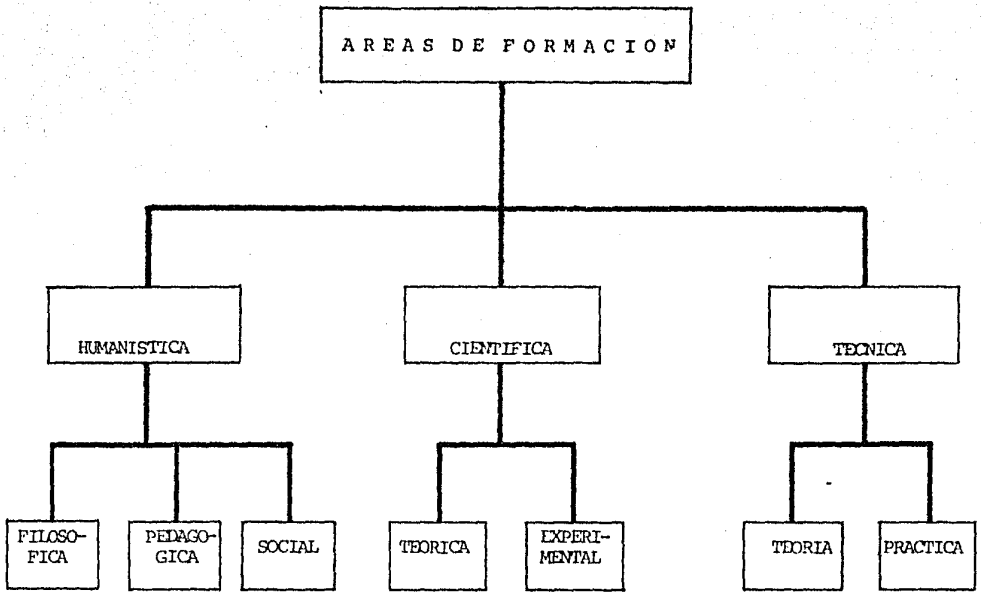 AREAS DE FORMACION
HUMANISTICA
CIENTIFICA
TECNICA
FILOSO-
FICA
PEDAGO-
GICA
SOCIAL
TEORICA
EXPERI-
MENTAL
TEORIA
PRACTICA